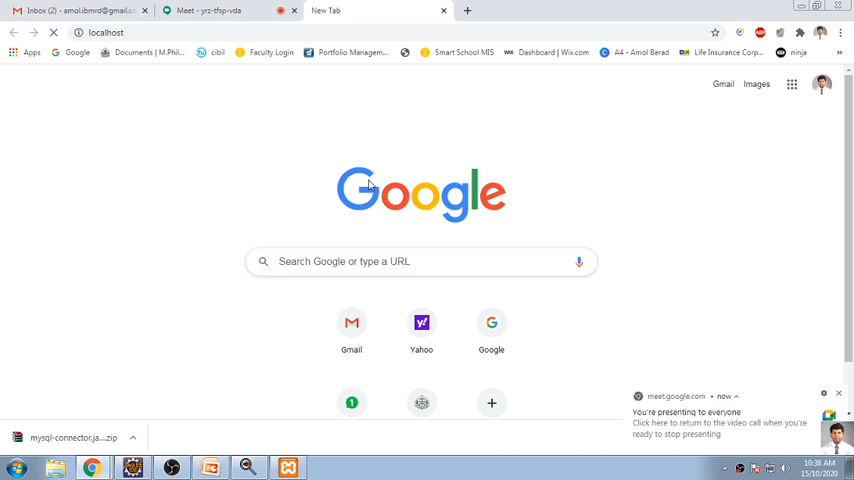 Inbox (2) - amol.ibmrd@gmail.co
Meet - yrz-tfsp-vda
New Tab
localhost
Apps
Google
Documents | M.Phil...
cibil
Faculty Login
Portfolio Managem...
Smart School MIS
WIX Dashboard | Wix.com
A4 - Amol Berad
Life Insurance Corp...
ninja
Gmail
Images
Google
Search Google or type a URL
Gmail
Yahoo
Google
meet.google.com • now
You're presenting to everyone
Click here to return to the video call when you're
ready to stop presenting
mysql-connector.ja....zip
10:38 AM
15/10/2020